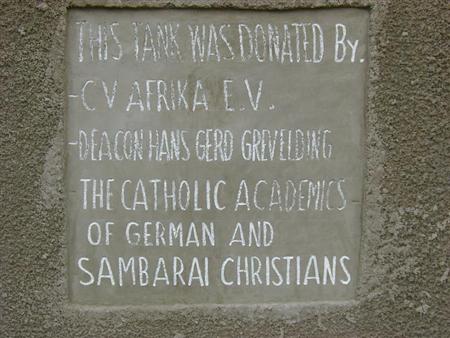 THIS TANK WAS DONATED By.
-CV AFRIKA E.V.
-DEACON HANS GERD GREVELDING
-THE CATHOLIC ACADEMICS
OF GERMAN AND
SAMBARAI CHRISTIANS